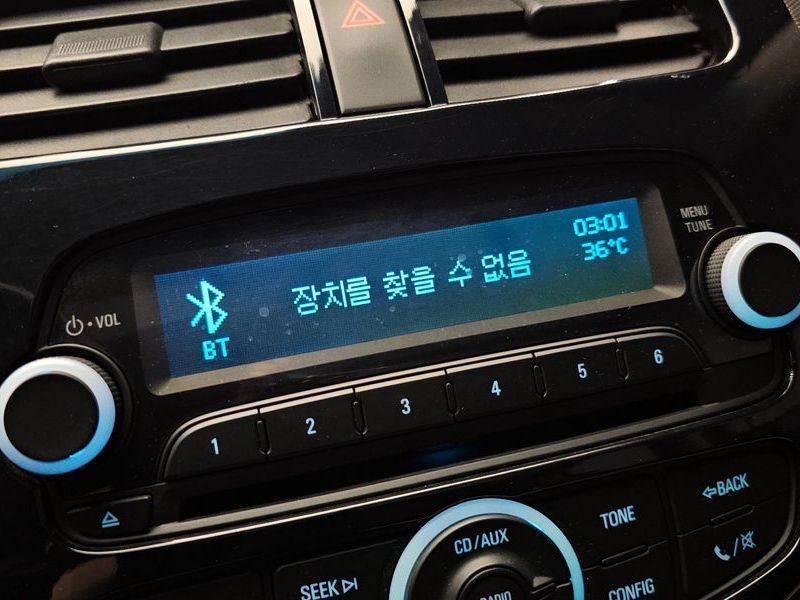 MENU
TUNE
03:01
36°C
장치를 찾을 수 없음
BT
VOL
1 2 3 4 5 6
BACK
TONE
CD/AUX
SEEK
CONFIG
RADIO